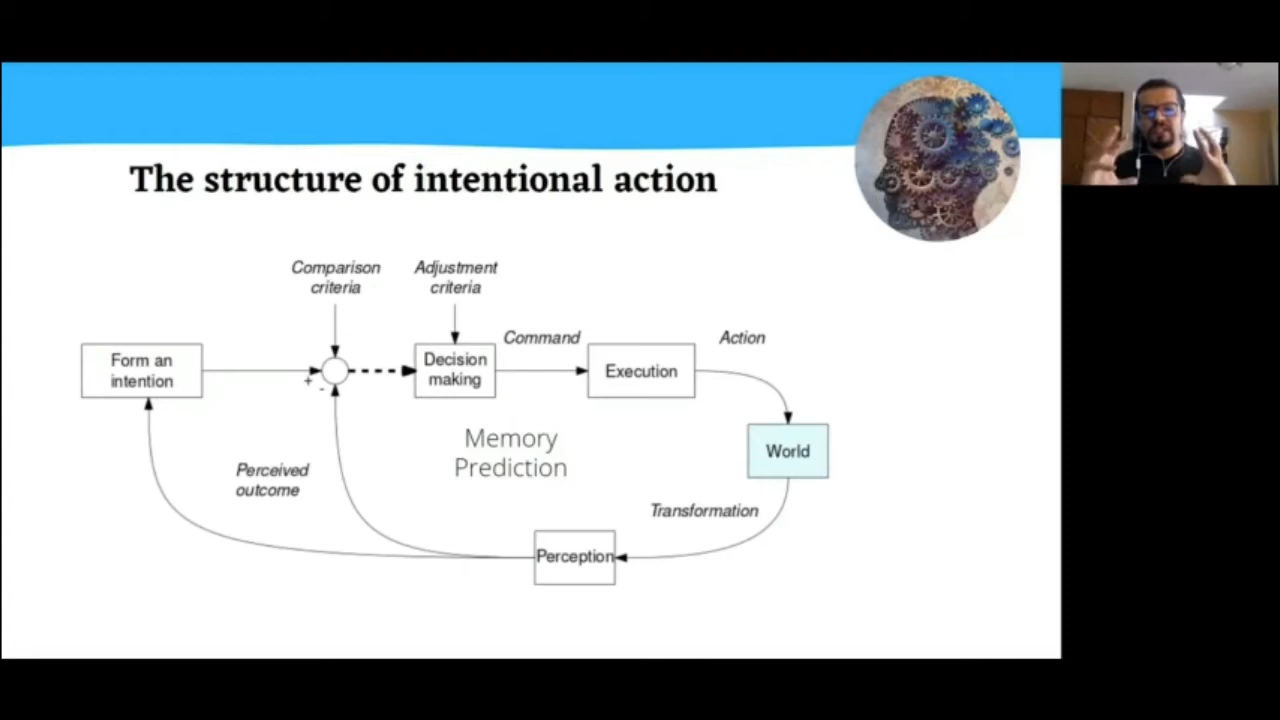 The structure of intentional action
Comparison
criteria
Adjustment
criteria
Command
Action
Form an
intention
+
-
Decision
making
Execution
World
Memory
Prediction
Perceived
outcome
Transformation
Perception